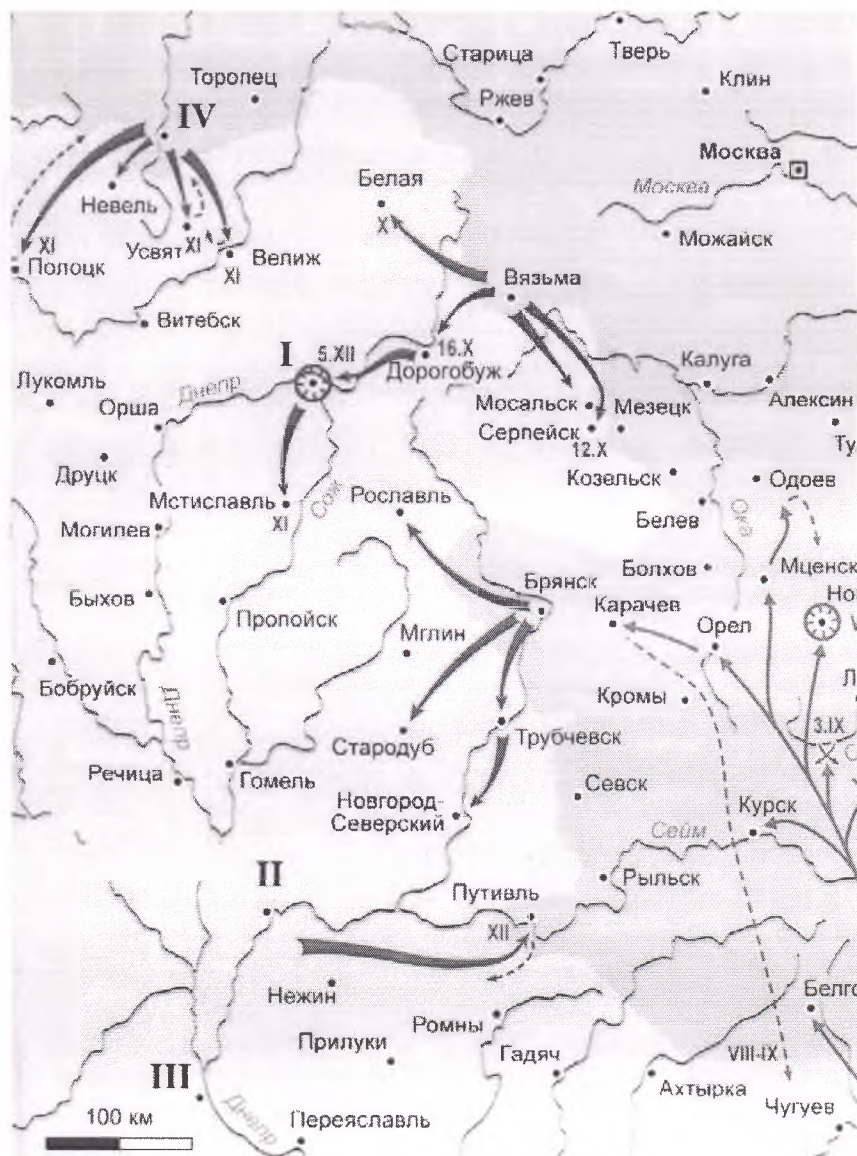 Старица
Тверь
Торопец
Клин
Ржев
IV
Москва
Белая
Москва
Невель
X
Можайск
XI
Усвят
XI
Полоцк
Велиж
XI
Вязьма
Витебск
I
5.XII
16.X
Калуга
Лукомль
Днепр
Дорогобуж
Орша
Мосальск
Мезецк
Алексин
Серпейск
Ту
12.X
Друцк
Козельск
Одоев
Мстиславль
Рославль
XI
Сож
Могилев
Белев
Ока
Брянск
Болхов
Мценск
Быхов
Но
Пропойск
Карачев
Орел
Мглин
Бобруйск
Кромы
Л
Днепр
3.IX
Стародуб
Трубчевск
С
Речица
Гомель
Севск
Новгород-
Северский
Курск
Сейм
II
Путивль
Рыльск
XII
Нежин
Белго
Ромны
Прилуки
Гадяч
VIII-IX
III
Ахтырка
100 км
Днепр
Переяславль
Чугуев